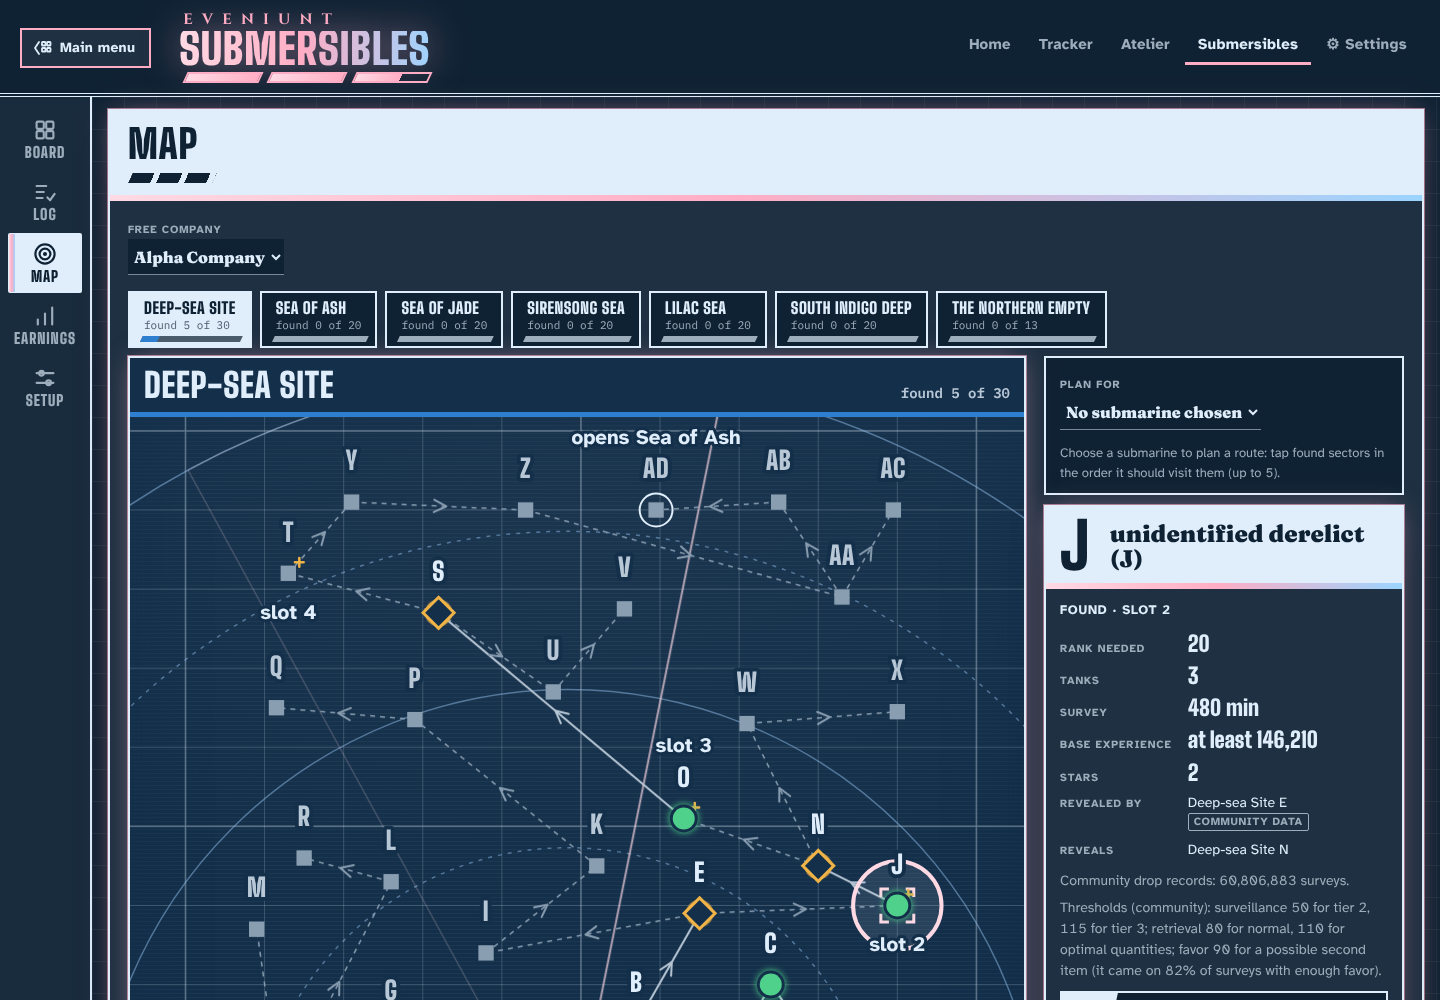 EVENIUNT
SUBMERSIBLES
Main menu
Home
Tracker
Atelier
Submersibles
⚙ Settings
BOARD
LOG
MAP
EARNINGS
SETUP
MAP
FREE COMPANY
Alpha Company
DEEP-SEA SITE
found 5 of 30
SEA OF ASH
found 0 of 20
SEA OF JADE
found 0 of 20
SIRENSONG SEA
found 0 of 20
LILAC SEA
found 0 of 20
SOUTH INDIGO DEEP
found 0 of 20
THE NORTHERN EMPTY
found 0 of 13
DEEP-SEA SITE
found 5 of 30
opens Sea of Ash
Y
Z
AD
AB
AC
T
S
V
AA
slot 4
Q
P
U
W
X
slot 3
O
R
L
K
N
M
E
J
I
C
slot 2
G
B
PLAN FOR
No submarine chosen
Choose a submarine to plan a route: tap found sectors in
the order it should visit them (up to 5).
J
unidentified derelict
(J)
FOUND · SLOT 2
RANK NEEDED 20
TANKS 3
SURVEY 480 min
BASE EXPERIENCE at least 146,210
STARS 2
REVEALED BY Deep-sea Site E
COMMUNITY DATA
REVEALS Deep-sea Site N
Community drop records: 60,806,883 surveys.
Thresholds (community): surveillance 50 for tier 2,
115 for tier 3; retrieval 80 for normal, 110 for
optimal quantities; favor 90 for a possible second
item (it came on 82% of surveys with enough favor).